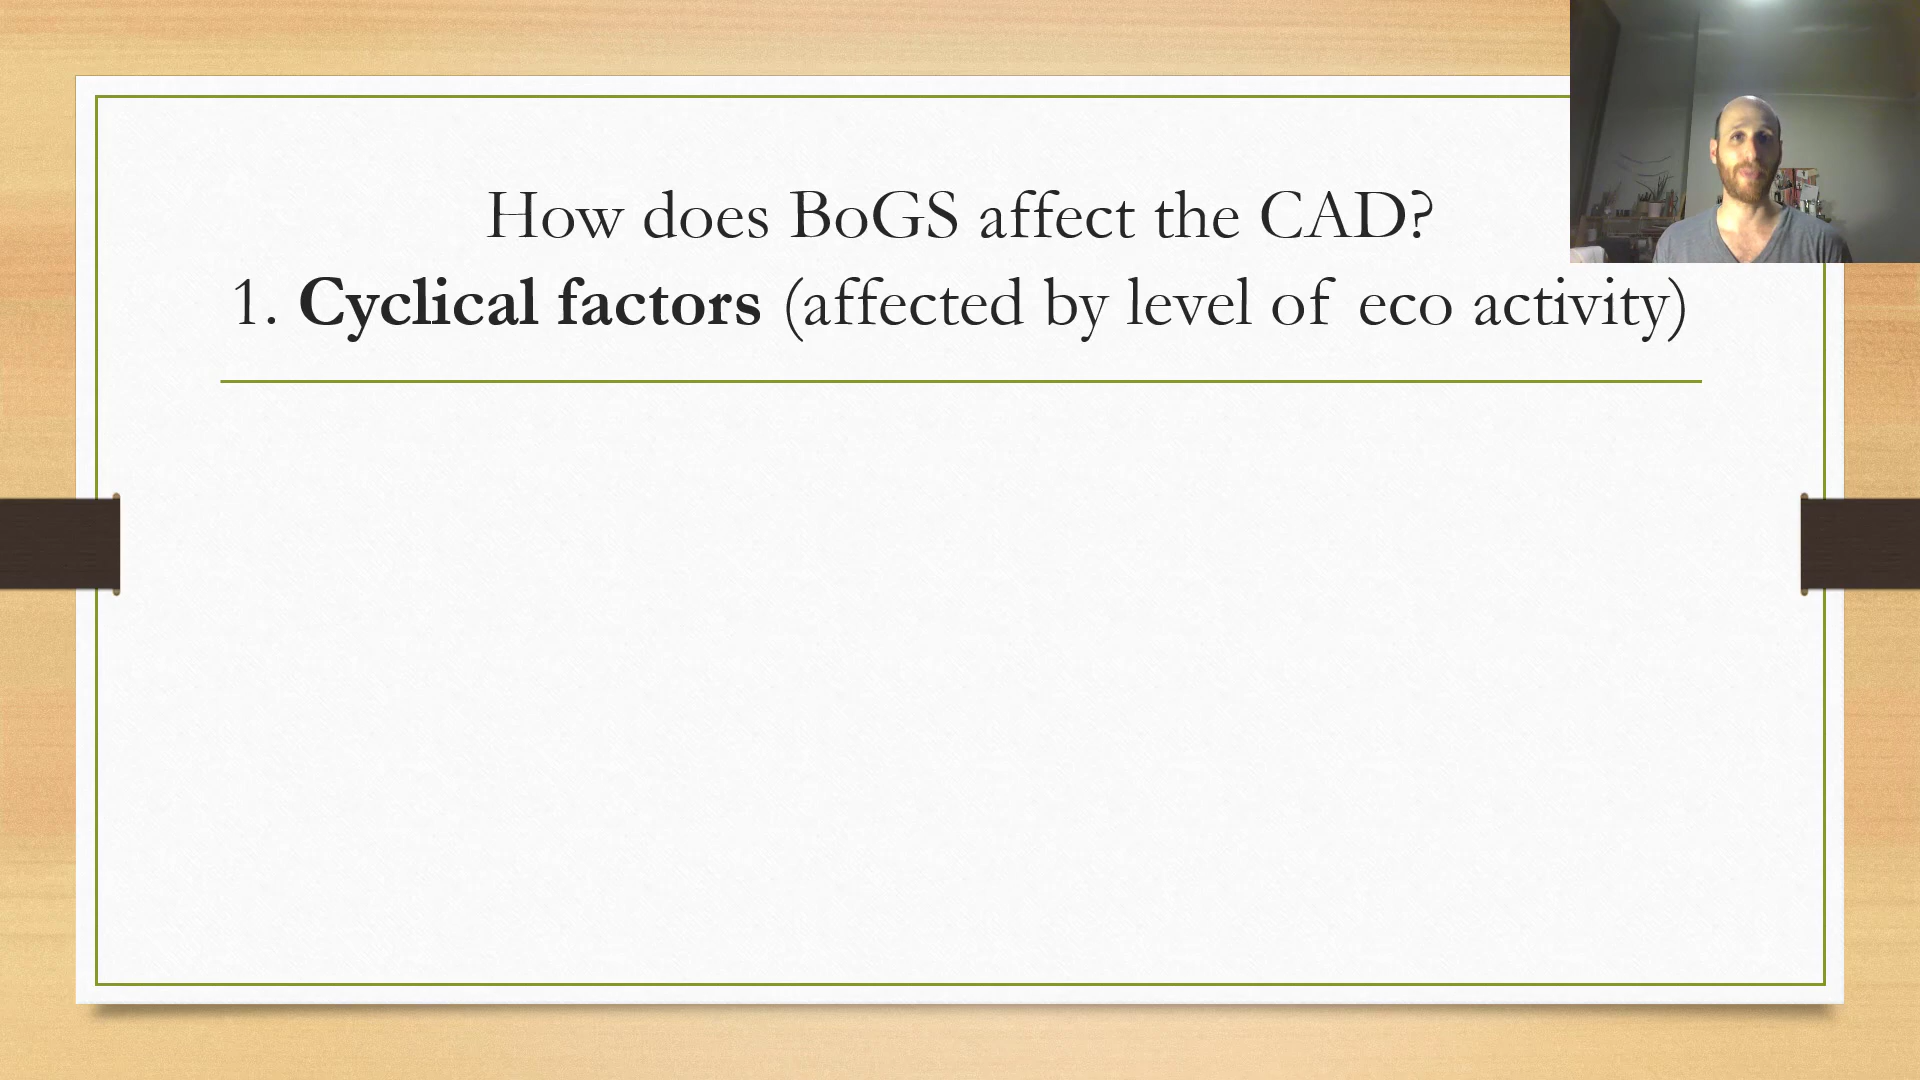 How does BoGS affect the CAD?
1. Cyclical factors (affected by level of eco activity)